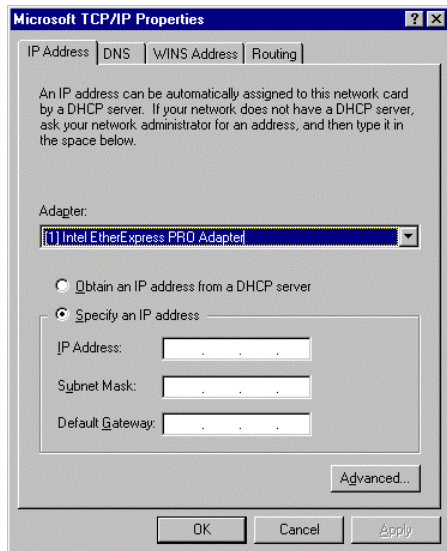 Microsoft TCP/IP Properties
IP Address DNS WINS Address Routing
An IP address can be automatically assigned to this network card
by a DHCP server. If your network does not have a DHCP server,
ask your network administrator for an address, and then type it in
the space below.
Adapter:
[1] Intel EtherExpress PRO Adapter
Obtain an IP address from a DHCP server
Specify an IP address
IP Address: . . .
Subnet Mask: . . .
Default Gateway: . . .
Advanced...
OK Cancel Apply